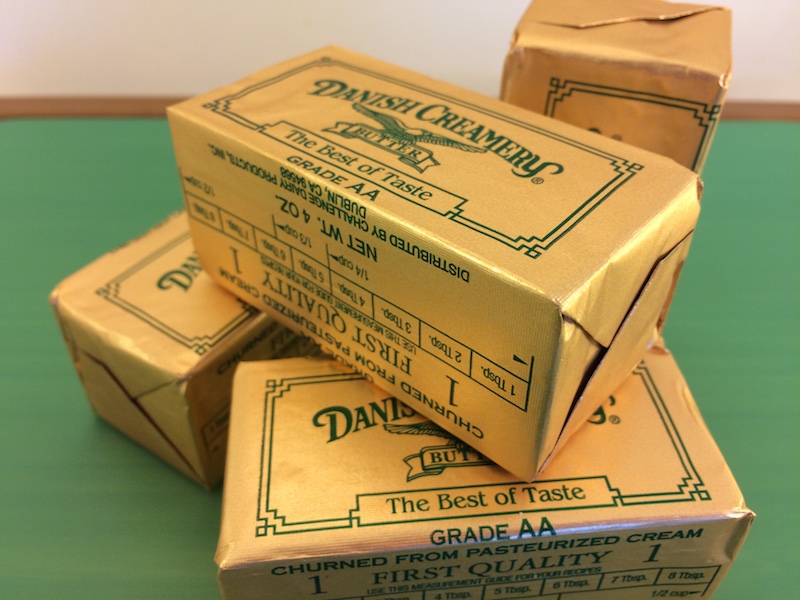 DANISH CREAMERY®
BUTTER
The Best of Taste
GRADE AA
DISTRIBUTED BY CHALLENGE DAIRY PRODUCTS, INC.
DUBLIN, CA 94568
NET WT. 4 OZ.
1/4 cup
1/3 cup
1/2 cup
1 Tbsp.
2 Tbsp.
3 Tbsp.
4 Tbsp.
5 Tbsp.
6 Tbsp.
7 Tbsp.
8 Tbsp.
USE THIS MEASUREMENT GUIDE FOR YOUR RECIPES
1 FIRST QUALITY 1
CHURNED FROM PASTEURIZED CREAM
DAN
CHURNED
DANIS
Y®
BUT
The Best of Taste
GRADE AA
CHURNED FROM PASTEURIZED CREAM
1 FIRST QUALITY 1
USE THIS MEASUREMENT GUIDE FOR YOUR RECIPES
4 Tbsp.
5 Tbsp.
6 Tbsp.
7 Tbsp.
8 Tbsp.
1/2 cup